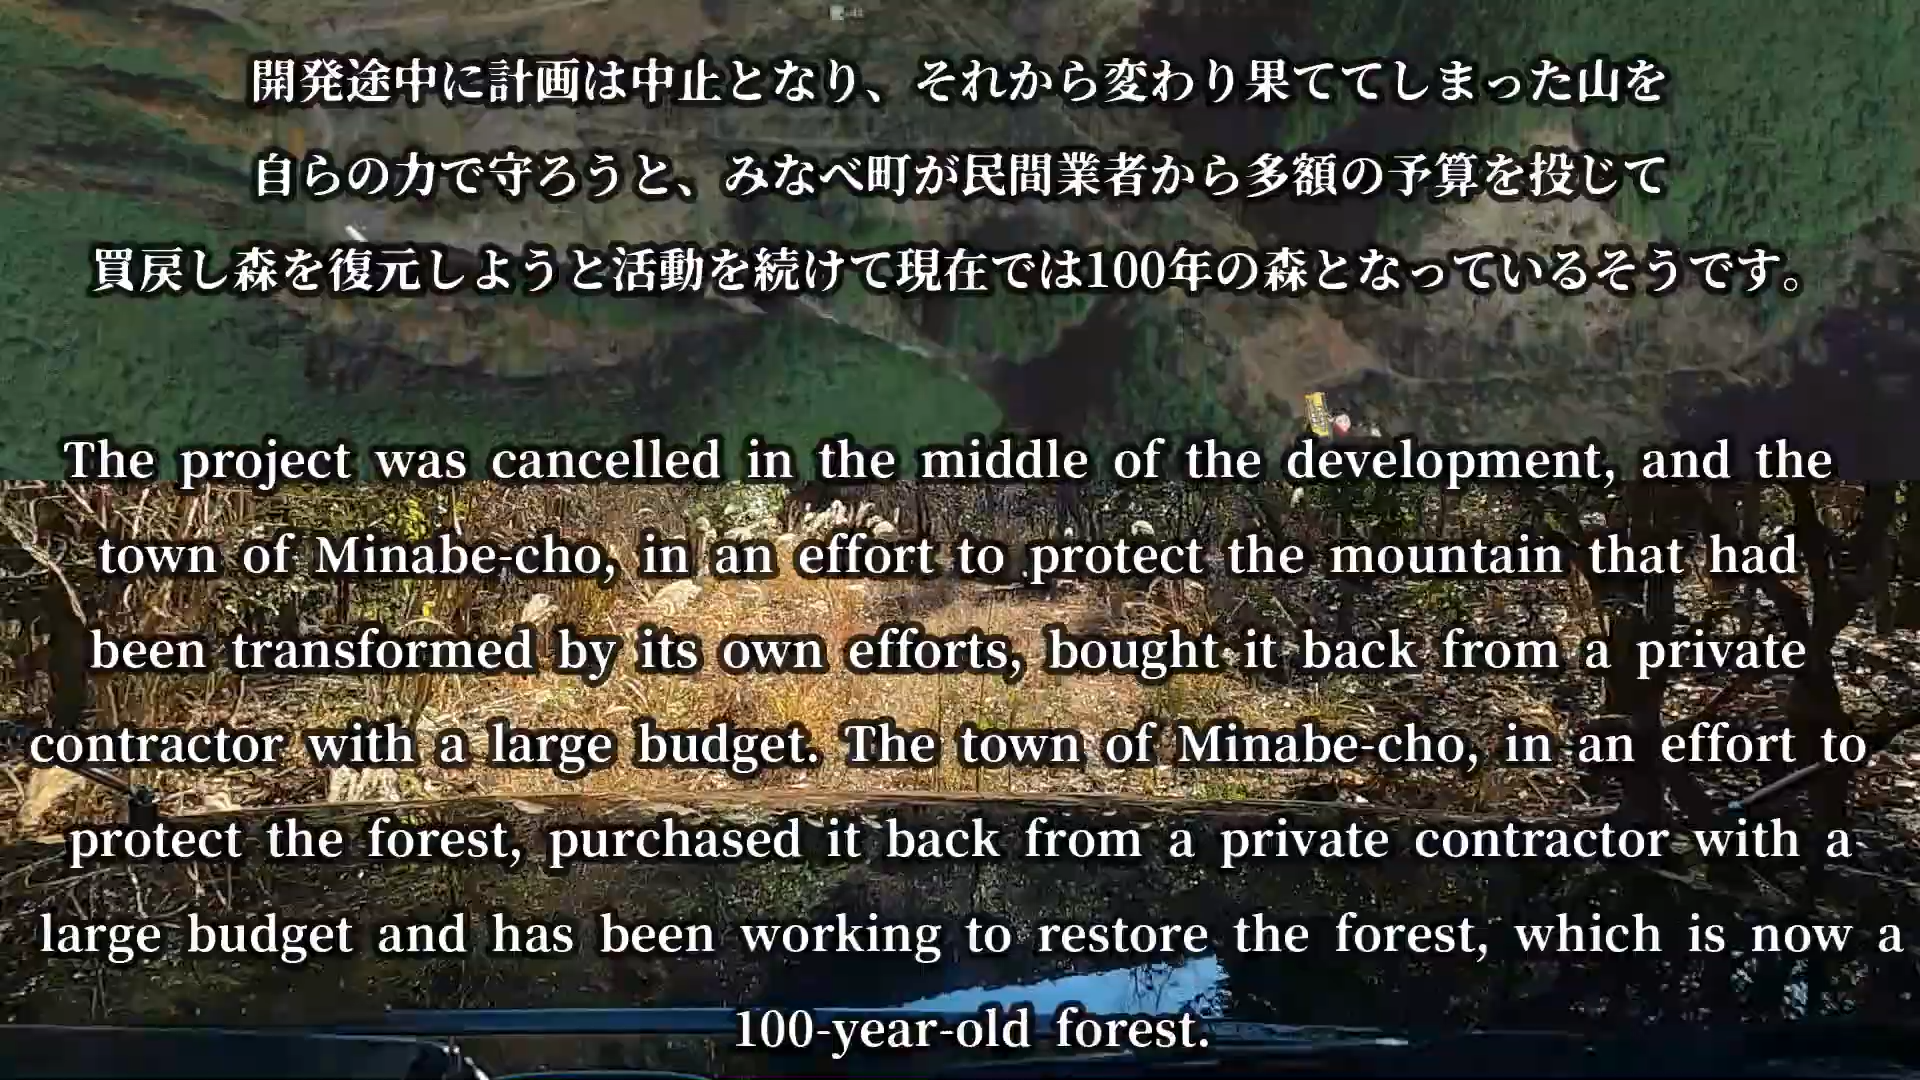 開発途中に計画は中止となり、それから変わり果ててしまった山を
自らの力で守ろうと、みなべ町が民間業者から多額の予算を投じて
買戻し森を復元しようと活動を続けて現在では100年の森となっているそうです。
The project was cancelled in the middle of the development, and the
town of Minabe-cho, in an effort to protect the mountain that had
been transformed by its own efforts, bought it back from a private
contractor with a large budget. The town of Minabe-cho, in an effort to
protect the forest, purchased it back from a private contractor with a
large budget and has been working to restore the forest, which is now a
100-year-old forest.